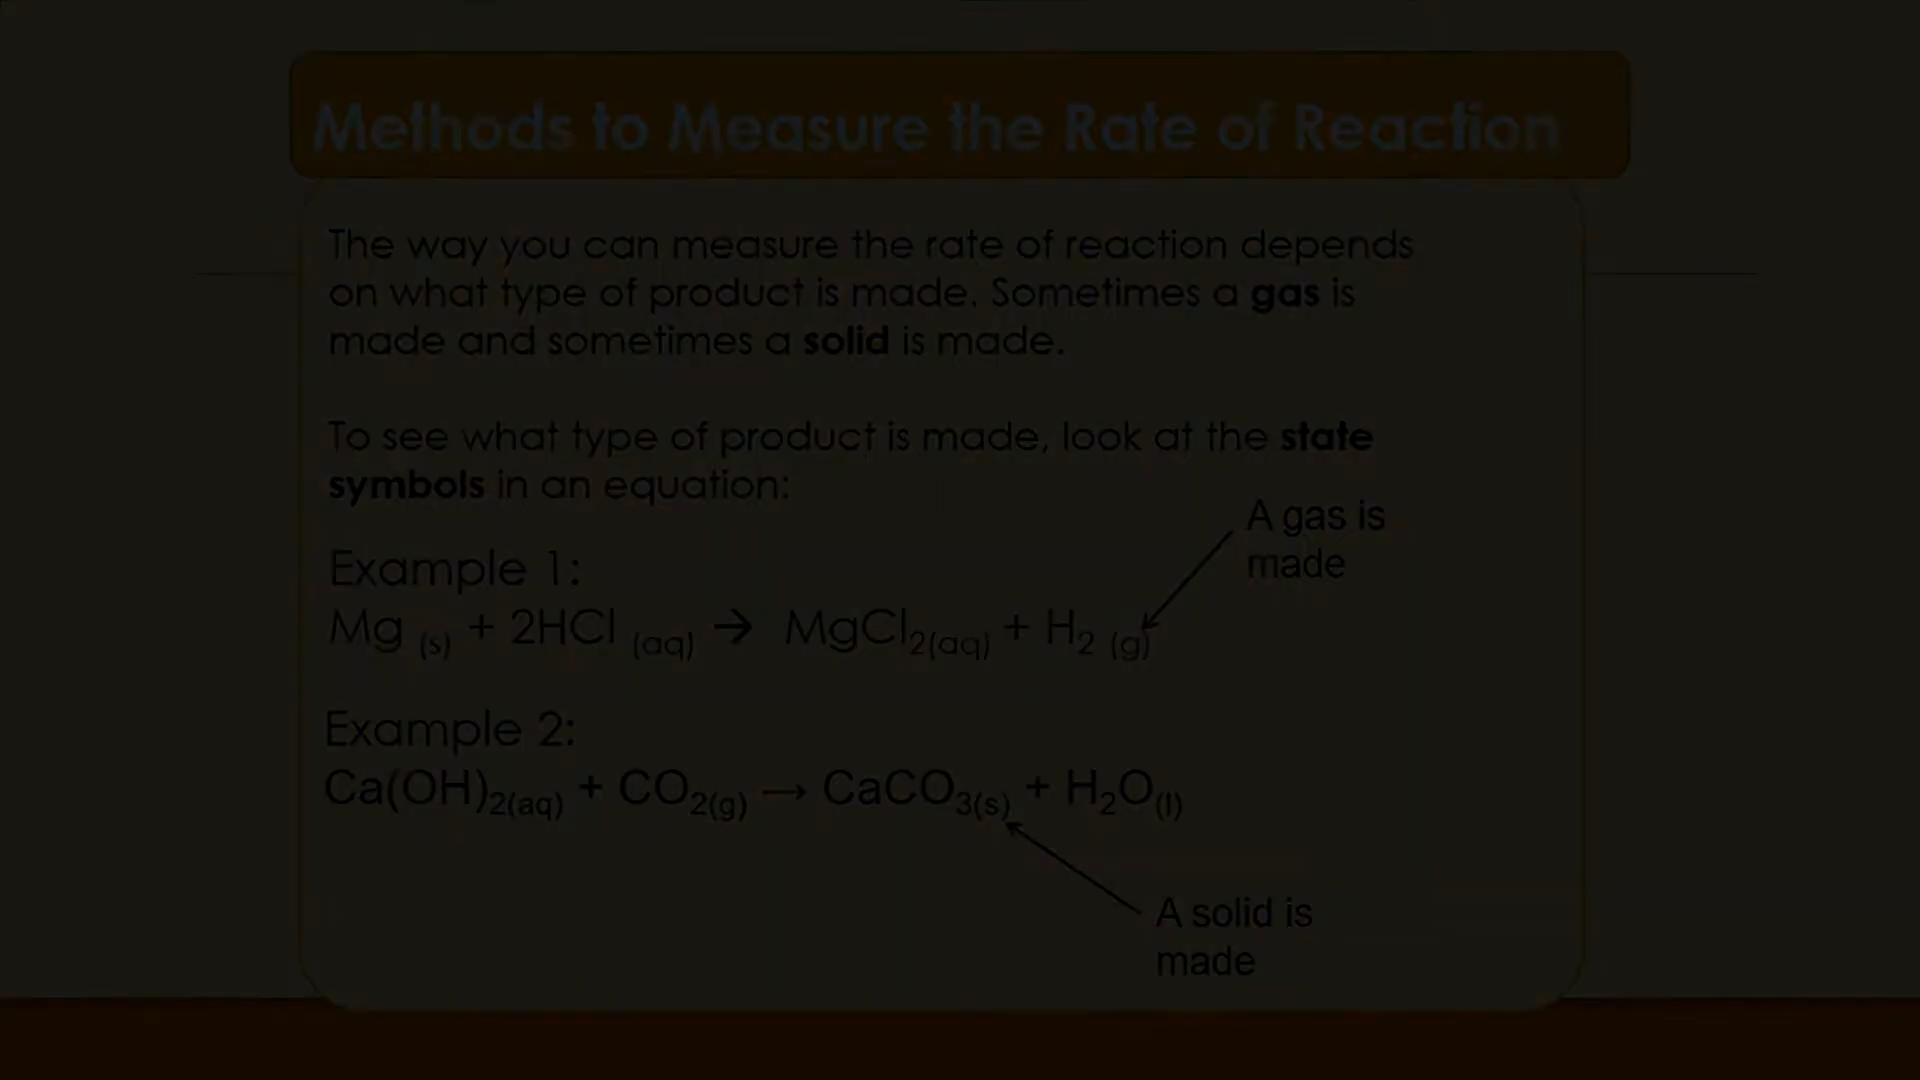 Methods to Measure the Rate of Reaction
The way you can measure the rate of reaction depends
on what type of product is made. Sometimes a gas is
made and sometimes a solid is made.
To see what type of product is made, look at the state
symbols in an equation:
A gas is
made
Example 1:
Mg (s) + 2HCl (aq) → MgCl2(aq) + H2 (g)
Example 2:
Ca(OH)2(aq) + CO2(g) → CaCO3(s) + H2O(l)
A solid is
made